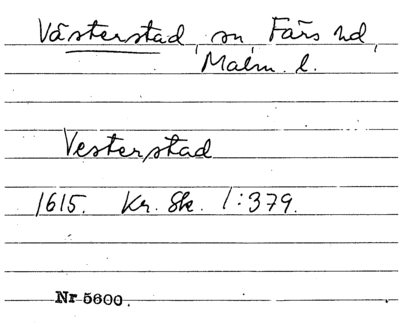 Västerstad, sn Färs hd,
Malm. l.
Vesterstad
1615. Kr. Sk. 1:379.
Nr 5600.